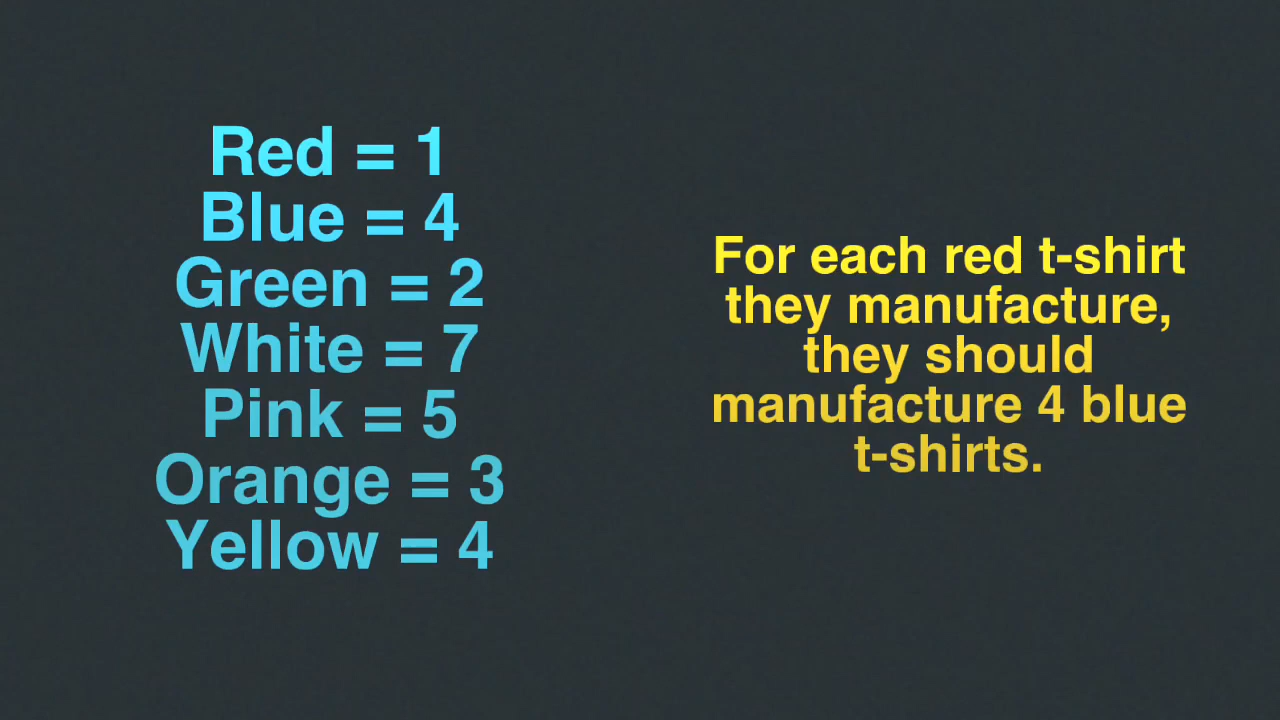 Red = 1
Blue = 4
Green = 2
White = 7
Pink = 5
Orange = 3
Yellow = 4
For each red t-shirt
they manufacture,
they should
manufacture 4 blue
t-shirts.